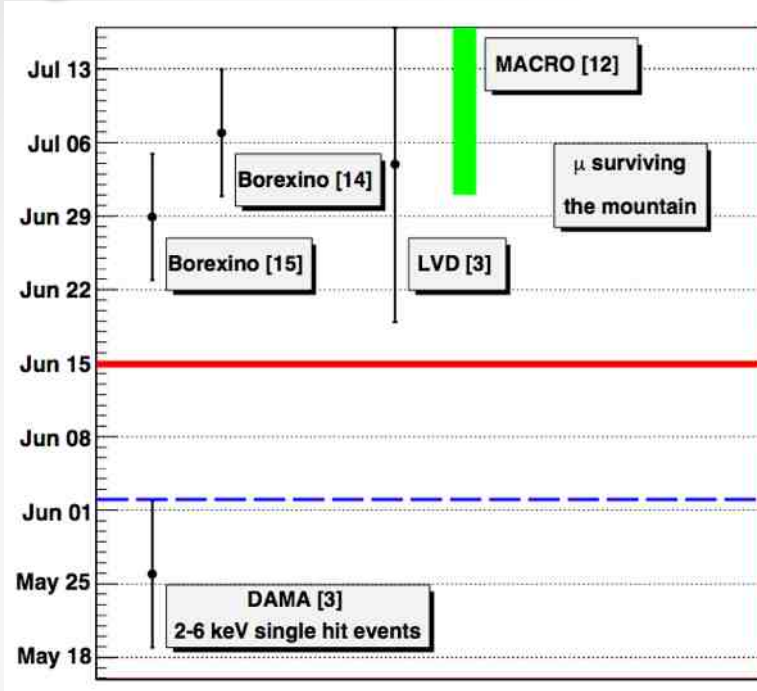 Jul 13
Jul 06
Jun 29
Jun 22
Jun 15
Jun 08
Jun 01
May 25
May 18
MACRO [12]
Borexino [14]
μ surviving
the mountain
Borexino [15]
LVD [3]
DAMA [3]
2-6 keV single hit events